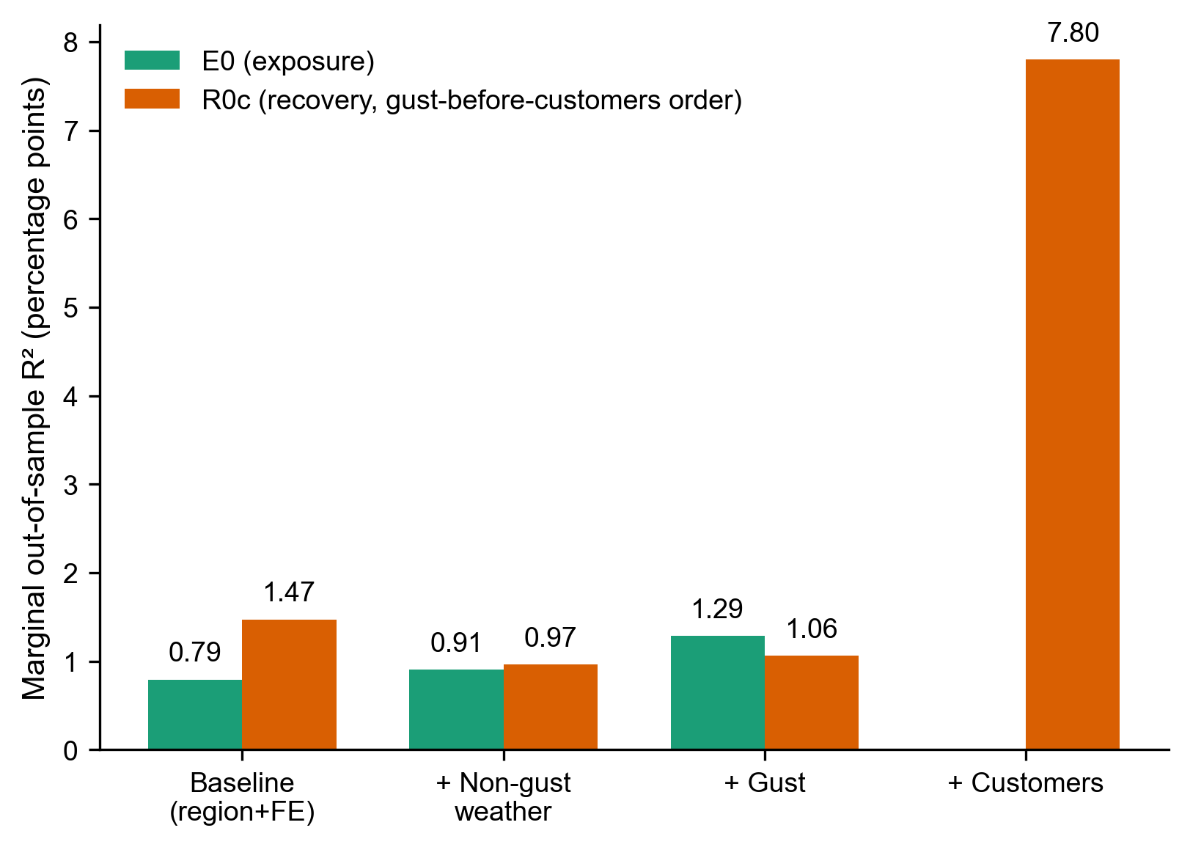 Marginal out-of-sample R² (percentage points)
8
7
6
5
4
3
2
1
0
E0 (exposure)
R0c (recovery, gust-before-customers order)
0.79
1.47
0.91
0.97
1.29
1.06
7.80
Baseline
(region+FE)
+ Non-gust
weather
+ Gust
+ Customers